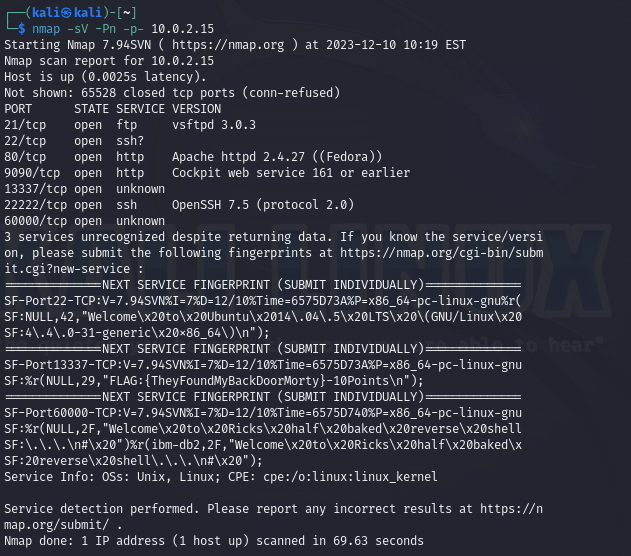 ┌──(kali㉿kali)-[~]
└─$ nmap -sV -Pn -p- 10.0.2.15
Starting Nmap 7.94SVN ( https://nmap.org ) at 2023-12-10 10:19 EST
Nmap scan report for 10.0.2.15
Host is up (0.0025s latency).
Not shown: 65528 closed tcp ports (conn-refused)
PORT      STATE SERVICE VERSION
21/tcp    open  ftp     vsftpd 3.0.3
22/tcp    open  ssh?
80/tcp    open  http    Apache httpd 2.4.27 ((Fedora))
9090/tcp  open  http    Cockpit web service 161 or earlier
13337/tcp open  unknown
22222/tcp open  ssh     OpenSSH 7.5 (protocol 2.0)
60000/tcp open  unknown
3 services unrecognized despite returning data. If you know the service/versi
on, please submit the following fingerprints at https://nmap.org/cgi-bin/subm
it.cgi?new-service :
==============NEXT SERVICE FINGERPRINT (SUBMIT INDIVIDUALLY)==============
SF-Port22-TCP:V=7.94SVN%I=7%D=12/10%Time=6575D73A%P=x86_64-pc-linux-gnu%r(
SF:NULL,42,"Welcome\x20to\x20Ubuntu\x2014\.04\.5\x20LTS\x20\(GNU/Linux\x20
SF:4\.4\.0-31-generic\x20x86_64\)\n");
==============NEXT SERVICE FINGERPRINT (SUBMIT INDIVIDUALLY)==============
SF-Port13337-TCP:V=7.94SVN%I=7%D=12/10%Time=6575D73A%P=x86_64-pc-linux-gnu
SF:%r(NULL,29,"FLAG:{TheyFoundMyBackDoorMorty}-10Points\n");
==============NEXT SERVICE FINGERPRINT (SUBMIT INDIVIDUALLY)==============
SF-Port60000-TCP:V=7.94SVN%I=7%D=12/10%Time=6575D740%P=x86_64-pc-linux-gnu
SF:%r(NULL,2F,"Welcome\x20to\x20Ricks\x20half\x20baked\x20reverse\x20shell
SF:\.\.\.\n#\x20")%r(ibm-db2,2F,"Welcome\x20to\x20Ricks\x20half\x20baked\x
SF:20reverse\x20shell\.\.\.\n#\x20");
Service Info: OSs: Unix, Linux; CPE: cpe:/o:linux:linux_kernel

Service detection performed. Please report any incorrect results at https://n
map.org/submit/ .
Nmap done: 1 IP address (1 host up) scanned in 69.63 seconds